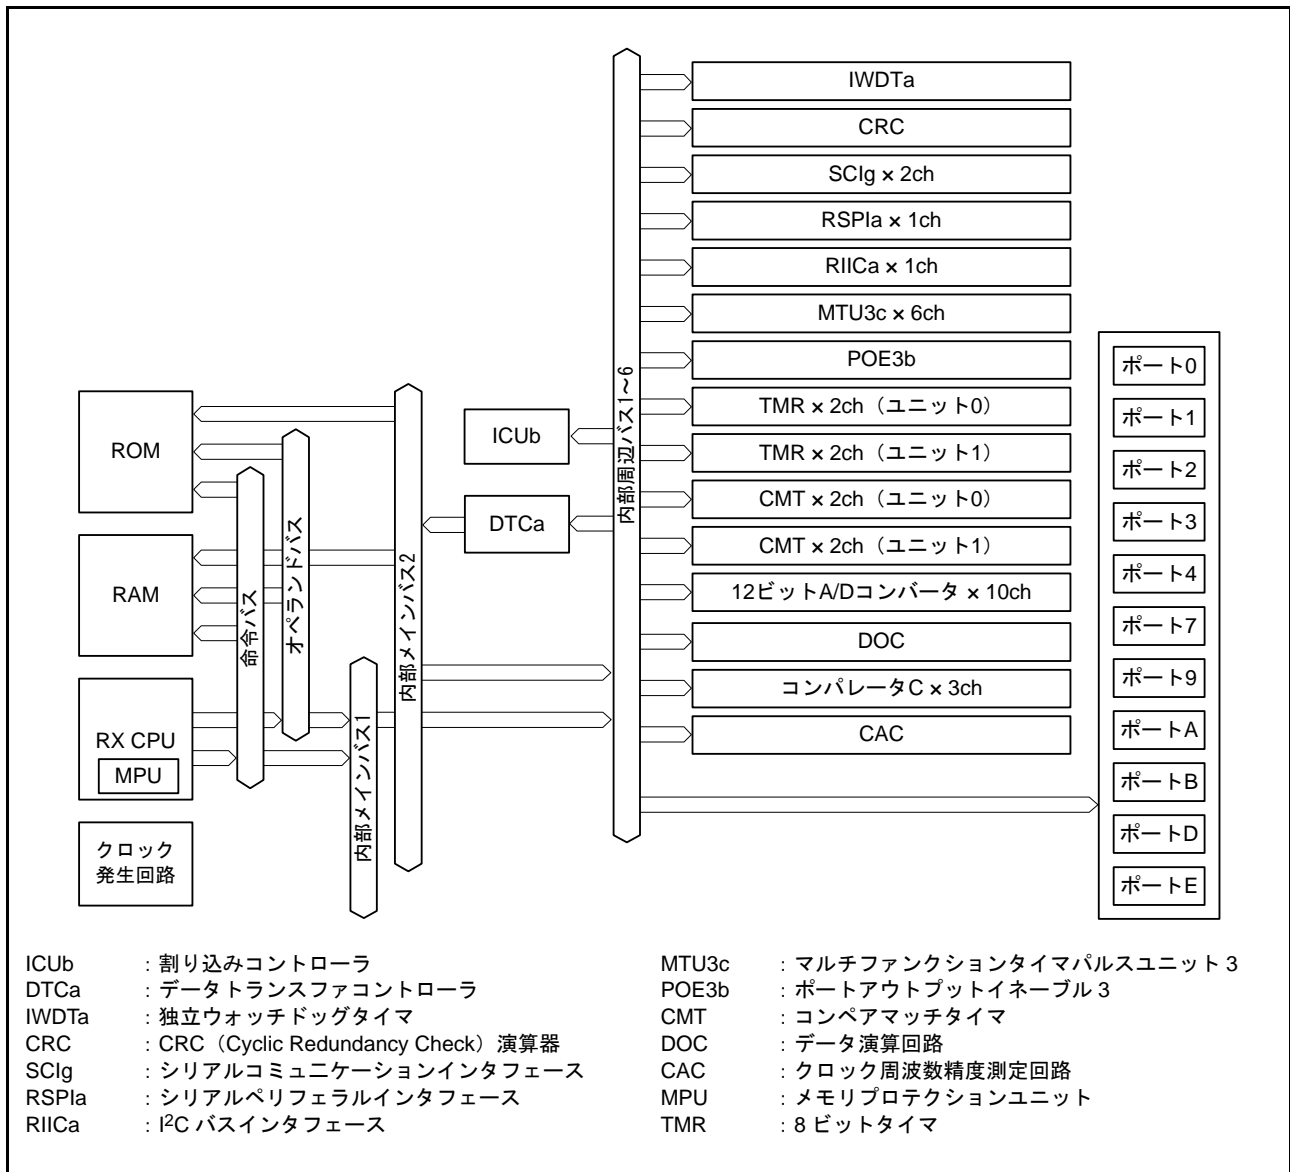 IWDTa
CRC
SCIg × 2ch
RSPIa × 1ch
RIICa × 1ch
MTU3c × 6ch
POE3b
TMR × 2ch（ユニット0）
TMR × 2ch（ユニット1）
CMT × 2ch（ユニット0）
CMT × 2ch（ユニット1）
12ビットA/Dコンバータ × 10ch
DOC
コンパレータC × 3ch
CAC
ポート0
ポート1
ポート2
ポート3
ポート4
ポート7
ポート9
ポートA
ポートB
ポートD
ポートE
内部周辺バス1～6
ICUb
DTCa
ROM
RAM
RX CPU
MPU
クロック
発生回路
命令バス
オペランドバス
内部メインバス1
内部メインバス2
ICUb : 割り込みコントローラ
DTCa : データトランスファコントローラ
IWDTa : 独立ウォッチドッグタイマ
CRC : CRC（Cyclic Redundancy Check）演算器
SCIg : シリアルコミュニケーションインタフェース
RSPIa : シリアルペリフェラルインタフェース
RIICa : I²C バスインタフェース
MTU3c : マルチファンクションタイマパルスユニット 3
POE3b : ポートアウトプットイネーブル 3
CMT : コンペアマッチタイマ
DOC : データ演算回路
CAC : クロック周波数精度測定回路
MPU : メモリプロテクションユニット
TMR : 8 ビットタイマ